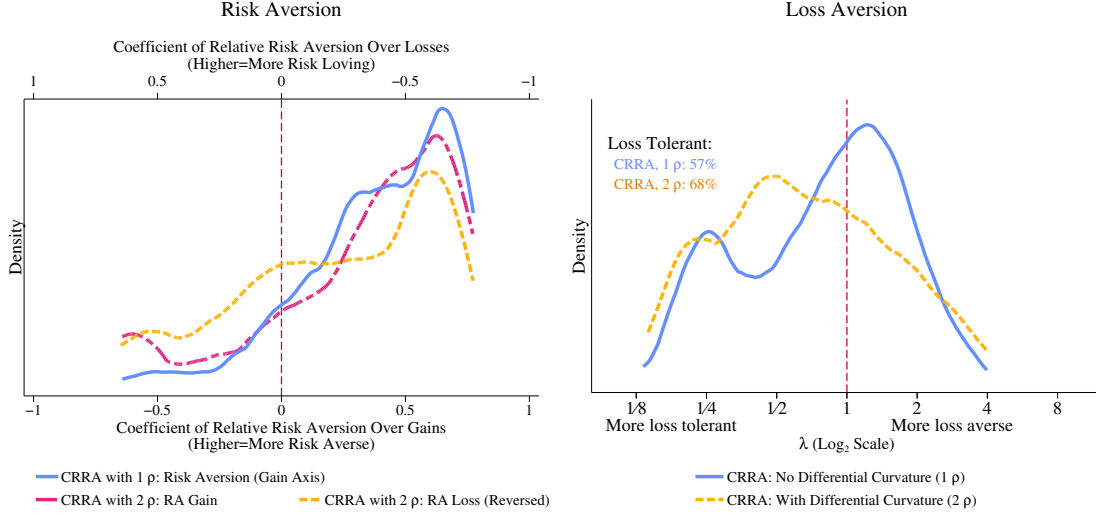 Risk Aversion
Coefficient of Relative Risk Aversion Over Losses
(Higher=More Risk Loving)
1 0.5 0 −0.5 −1
Density
−1 −0.5 0 0.5 1
Coefficient of Relative Risk Aversion Over Gains
(Higher=More Risk Averse)
CRRA with 1 ρ: Risk Aversion (Gain Axis)
CRRA with 2 ρ: RA Gain
CRRA with 2 ρ: RA Loss (Reversed)
Loss Aversion
Loss Tolerant:
CRRA, 1 ρ: 57%
CRRA, 2 ρ: 68%
Density
1⁄8 1⁄4 1⁄2 1 2 4 8
More loss tolerant More loss averse
λ (Log₂ Scale)
CRRA: No Differential Curvature (1 ρ)
CRRA: With Differential Curvature (2 ρ)